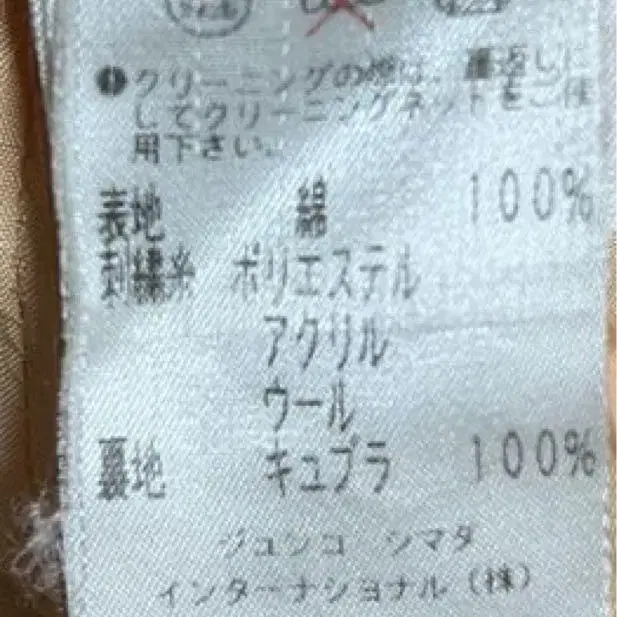 クリーニングの際は、裏返しに
してクリーニングネットをご使
用下さい。
表地 綿 100%
刺繍糸 ポリエステル
アクリル
ウール
裏地 キュプラ 100%
ジュンコ シマタ
インターナショナル(株)